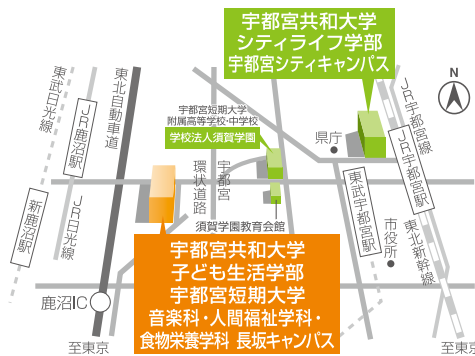 宇都宮共和大学
シティライフ学部
宇都宮シティキャンパス
N
東武日光線
JR鹿沼駅
東北自動車道
宇都宮短期大学
附属高等学校・中学校
学校法人須賀学園
県庁
JR宇都宮線
JR宇都宮駅
新鹿沼駅
JR日光線
環状道路
宇都宮
須賀学園教育会館
東武宇都宮駅
市役所
東北新幹線
宇都宮共和大学
子ども生活学部
宇都宮短期大学
音楽科・人間福祉学科・
食物栄養学科 長坂キャンパス
鹿沼IC
至東京
至東京